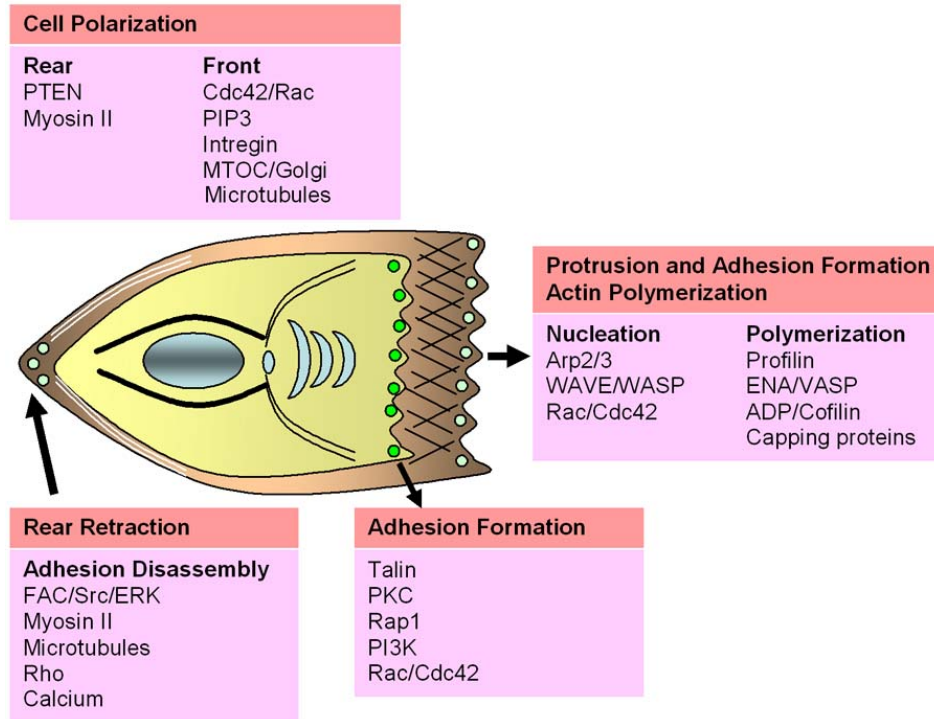 Cell Polarization
Rear Front
PTEN Cdc42/Rac
Myosin II PIP3
Intregin
MTOC/Golgi
Microtubules
Protrusion and Adhesion Formation
Actin Polymerization
Nucleation Polymerization
Arp2/3 Profilin
WAVE/WASP ENA/VASP
Rac/Cdc42 ADP/Cofilin
Capping proteins
Rear Retraction
Adhesion Disassembly
FAC/Src/ERK
Myosin II
Microtubules
Rho
Calcium
Adhesion Formation
Talin
PKC
Rap1
PI3K
Rac/Cdc42